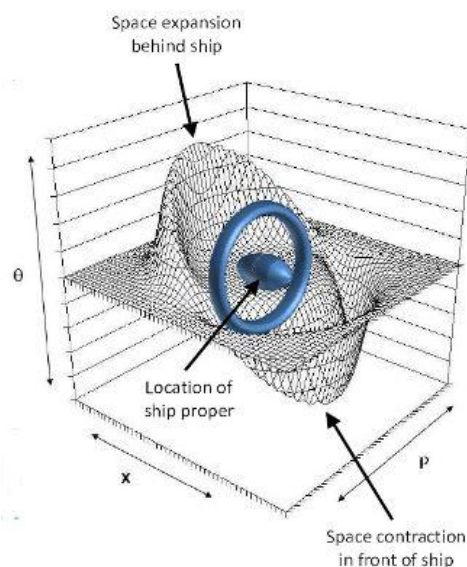 Space expansion
behind ship
θ
Location of
ship proper
X
P
Space contraction
in front of ship